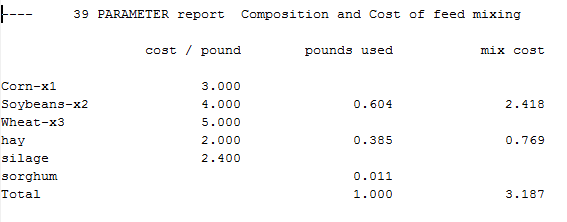 ----     39 PARAMETER report  Composition and Cost of feed mixing
cost / pound     pounds used     mix cost
Corn-x1     3.000
Soybeans-x2     4.000     0.604     2.418
Wheat-x3     5.000
hay     2.000     0.385     0.769
silage     2.400
sorghum     0.011
Total     1.000     3.187